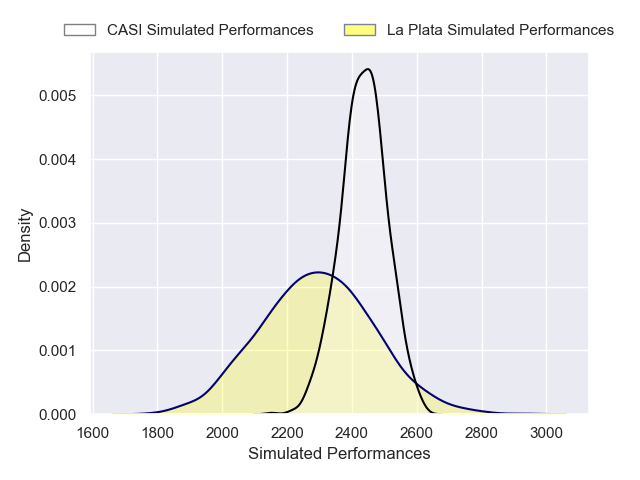 CASI Simulated Performances
La Plata Simulated Performances
0.005
0.004
0.003
0.002
0.001
0.000
Density
1600 1800 2000 2200 2400 2600 2800 3000
Simulated Performances